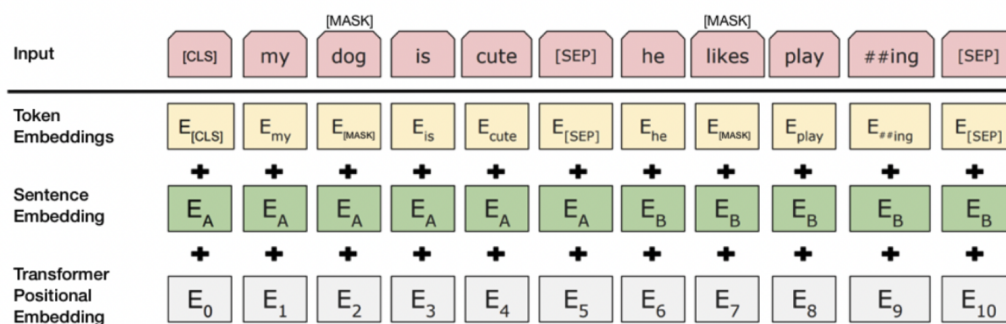 [MASK] [MASK]
Input [CLS] my dog is cute [SEP] he likes play ##ing [SEP]
Token
Embeddings
E[CLS] Emy E[MASK] Eis Ecute E[SEP] Ehe E[MASK] Eplay E##ing E[SEP]
+ + + + + + + + + + +
Sentence
Embedding
EA EA EA EA EA EA EB EB EB EB EB
+ + + + + + + + + + +
Transformer
Positional
Embedding
E0 E1 E2 E3 E4 E5 E6 E7 E8 E9 E10